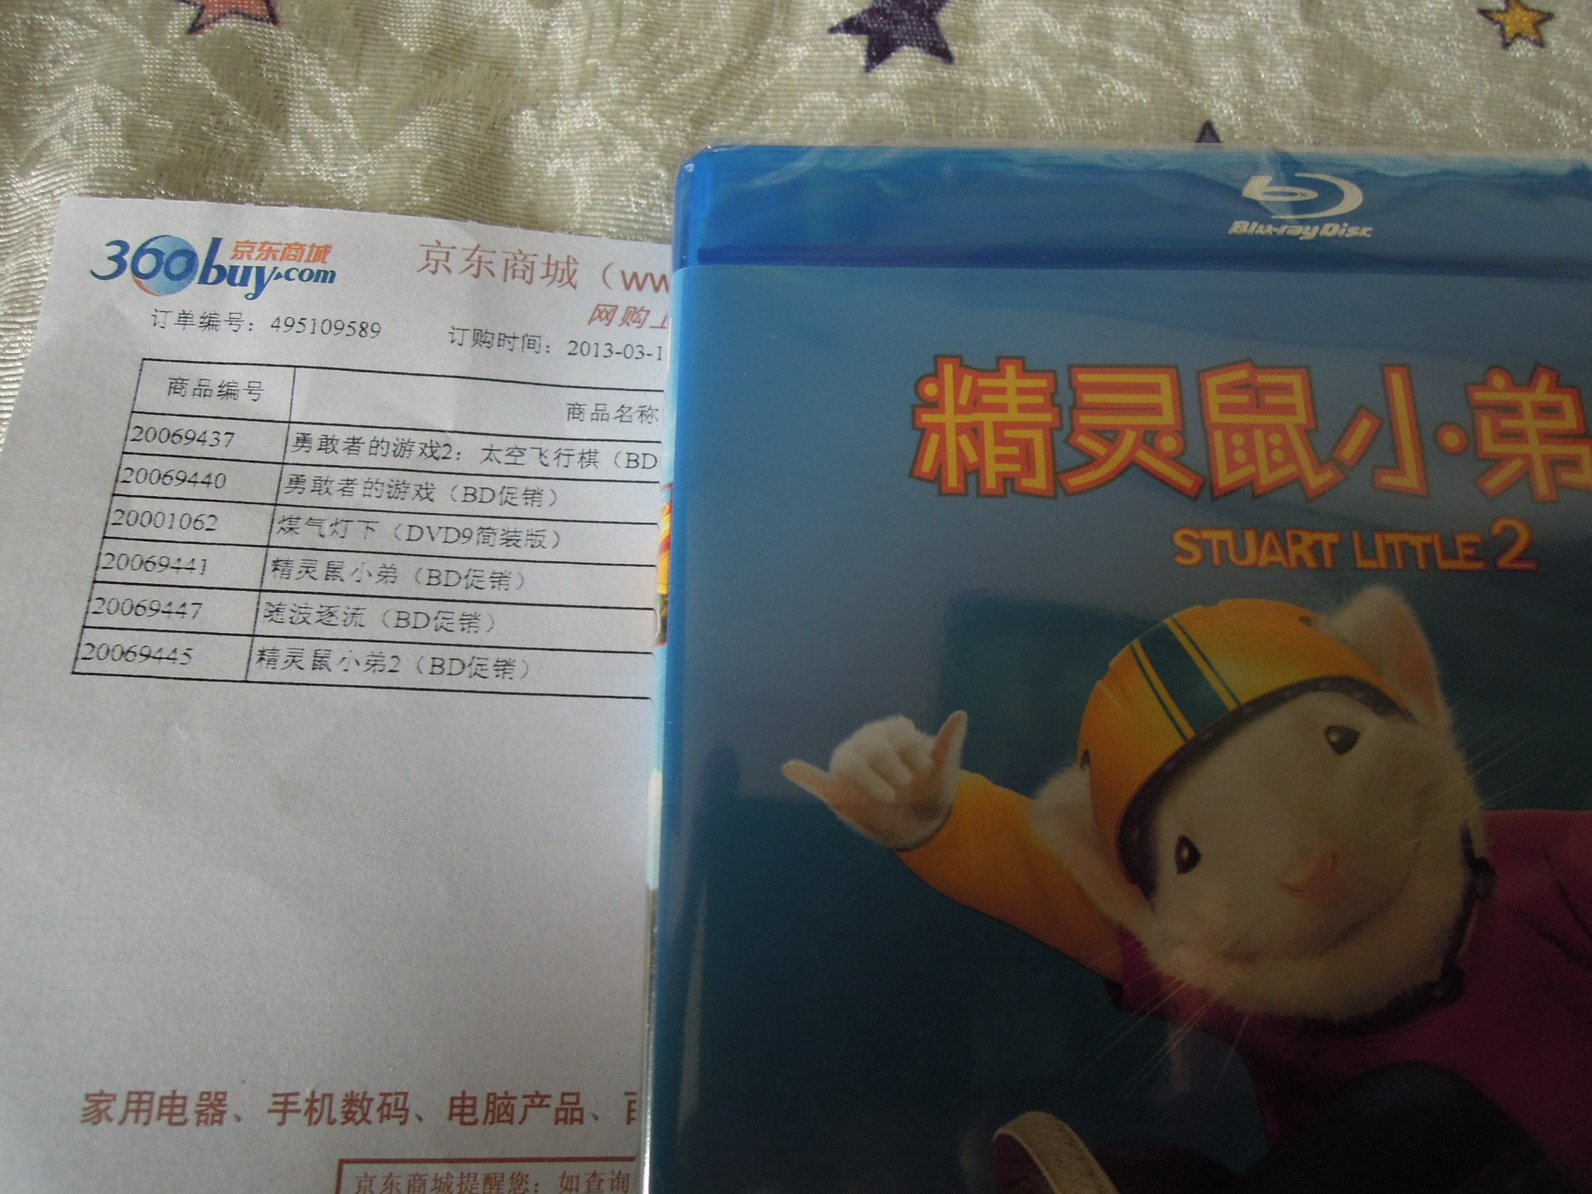 360buy.com 京东商城
京东商城（ww
网购上
订单编号：495109589 订购时间：2013-03-1
商品编号 商品名称
20069437 勇敢者的游戏2：太空飞行棋（BD
20069440 勇敢者的游戏（BD促销）
20001062 煤气灯下（DVD9简装版）
20069441 精灵鼠小弟（BD促销）
20069447 随波逐流（BD促销）
20069445 精灵鼠小弟2（BD促销）
家用电器、手机数码、电脑产品、
京东商城提醒您：如查询
Blu-ray Disc
精灵鼠小弟
STUART LITTLE 2